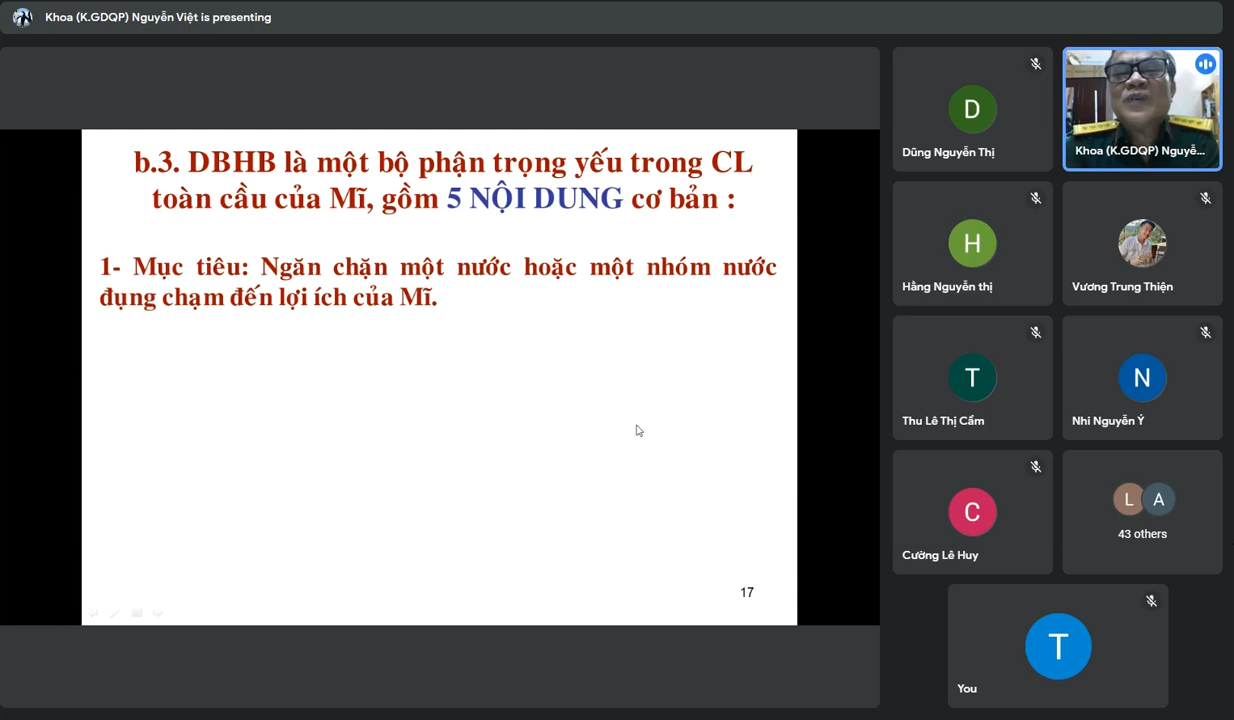 Khoa (K.GDQP) Nguyễn Việt is presenting
b.3. DBHB là một bộ phận trọng yếu trong CL
toàn cầu của Mĩ, gồm 5 NỘI DUNG cơ bản :
1- Mục tiêu: Ngăn chặn một nước hoặc một nhóm nước
đụng chạm đến lợi ích của Mĩ.
17
D
Dũng Nguyễn Thị
Khoa (K.GDQP) Nguyễ...
H
Hằng Nguyễn thị
Vương Trung Thiện
T
Thu Lê Thị Cẩm
N
Nhi Nguyễn Ý
C
Cường Lê Huy
L
A
43 others
T
You